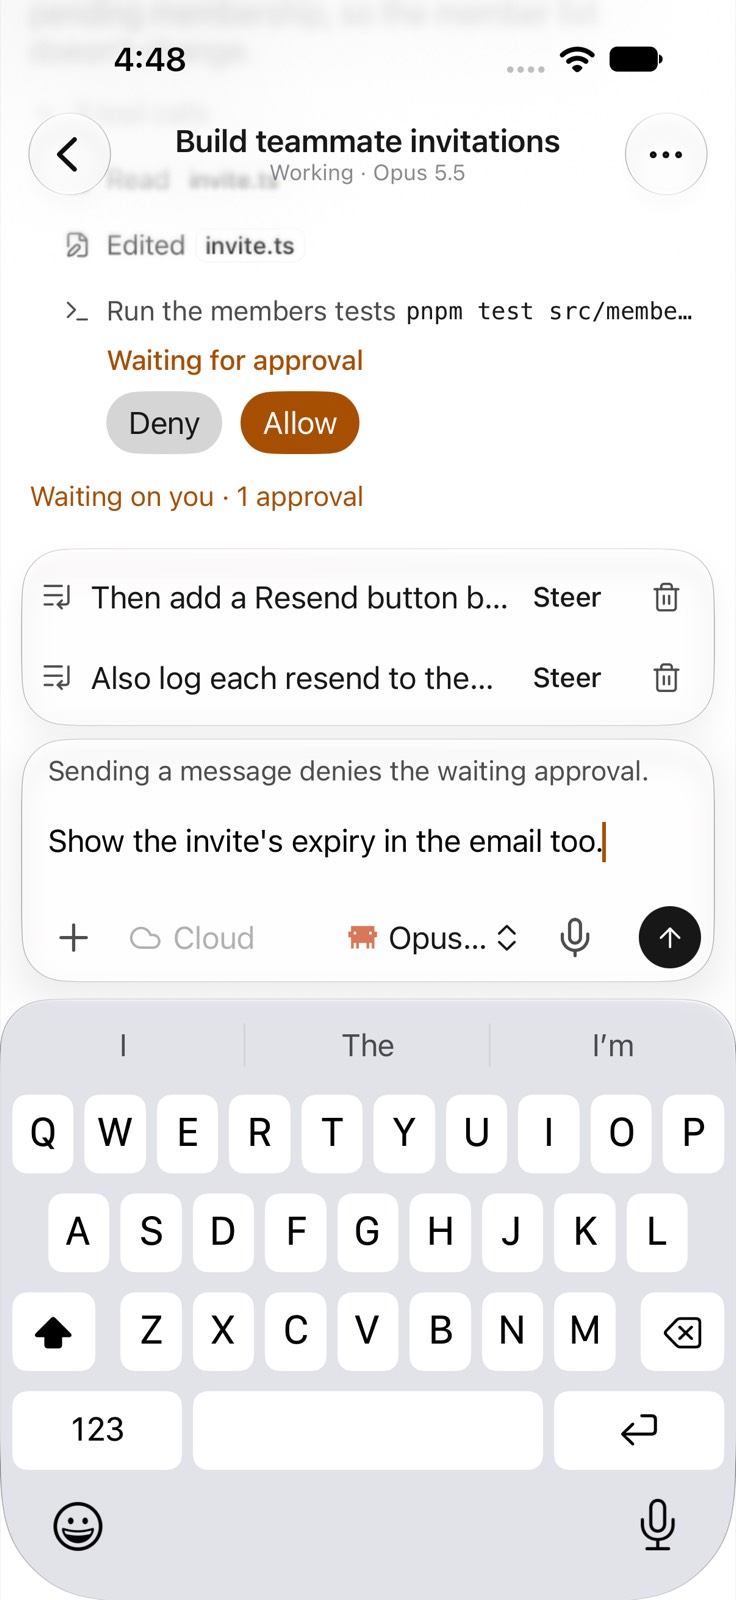 4:48
Build teammate invitations
Working · Opus 5.5
Read invite.ts
Edited invite.ts
Run the members tests pnpm test src/membe…
Waiting for approval
Deny Allow
Waiting on you · 1 approval
Then add a Resend button b… Steer
Also log each resend to the… Steer
Sending a message denies the waiting approval.
Show the invite's expiry in the email too.
Cloud Opus…
I The I’m
Q W E R T Y U I O P
A S D F G H J K L
Z X C V B N M
123